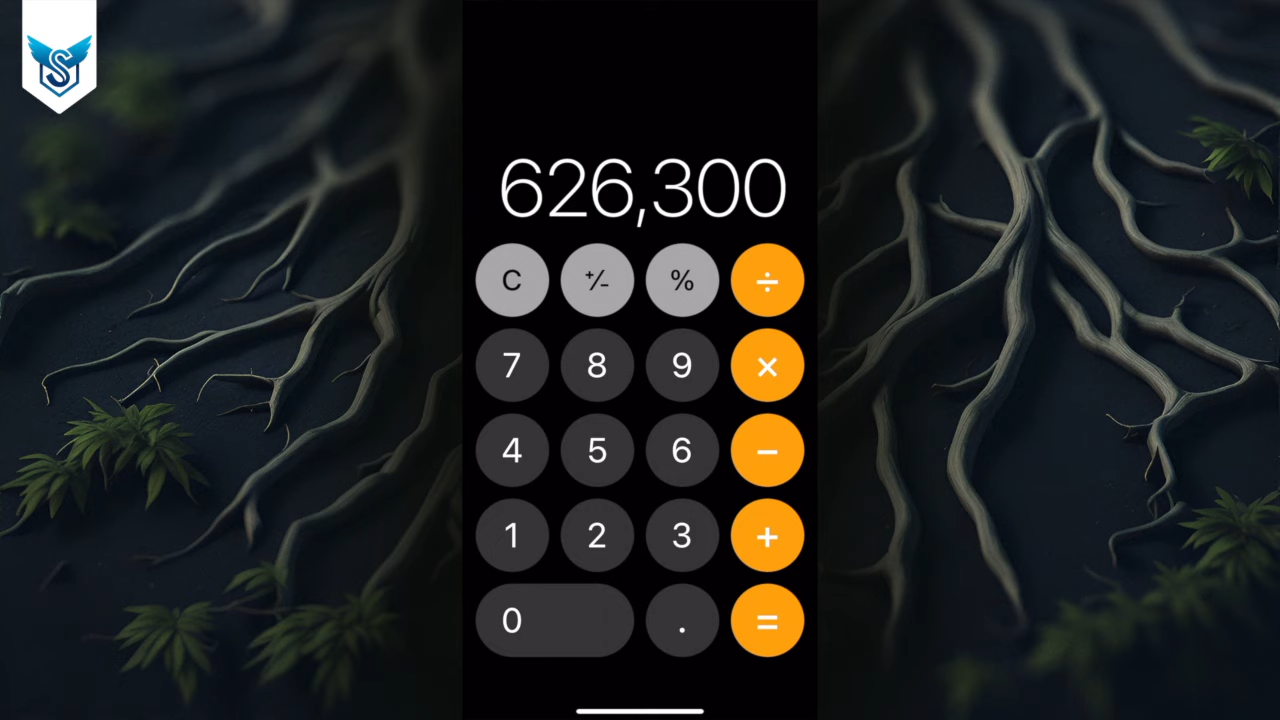 S
626,300
C ⁺∕₋ % ÷
7 8 9 ×
4 5 6 −
1 2 3 +
0 . =